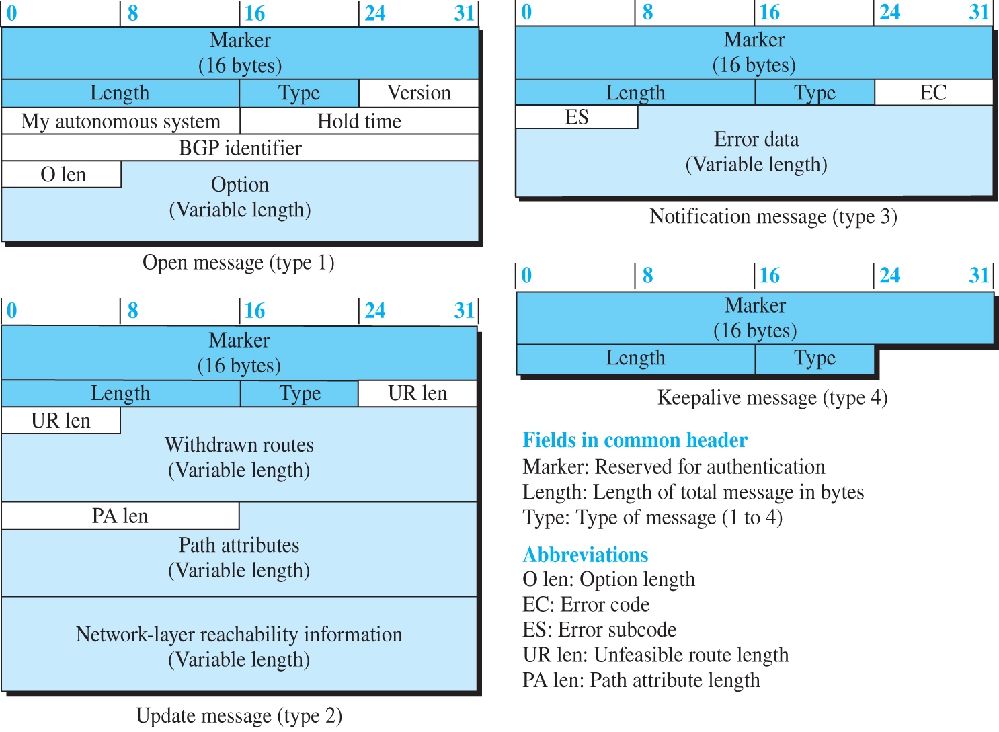 0 8 16 24 31
Marker
(16 bytes)
Length Type Version
My autonomous system Hold time
BGP identifier
O len
Option
(Variable length)
Open message (type 1)
0 8 16 24 31
Marker
(16 bytes)
Length Type UR len
UR len
Withdrawn routes
(Variable length)
PA len
Path attributes
(Variable length)
Network-layer reachability information
(Variable length)
Update message (type 2)
0 8 16 24 31
Marker
(16 bytes)
Length Type EC
ES
Error data
(Variable length)
Notification message (type 3)
0 8 16 24 31
Marker
(16 bytes)
Length Type
Keepalive message (type 4)
Fields in common header
Marker: Reserved for authentication
Length: Length of total message in bytes
Type: Type of message (1 to 4)
Abbreviations
O len: Option length
EC: Error code
ES: Error subcode
UR len: Unfeasible route length
PA len: Path attribute length